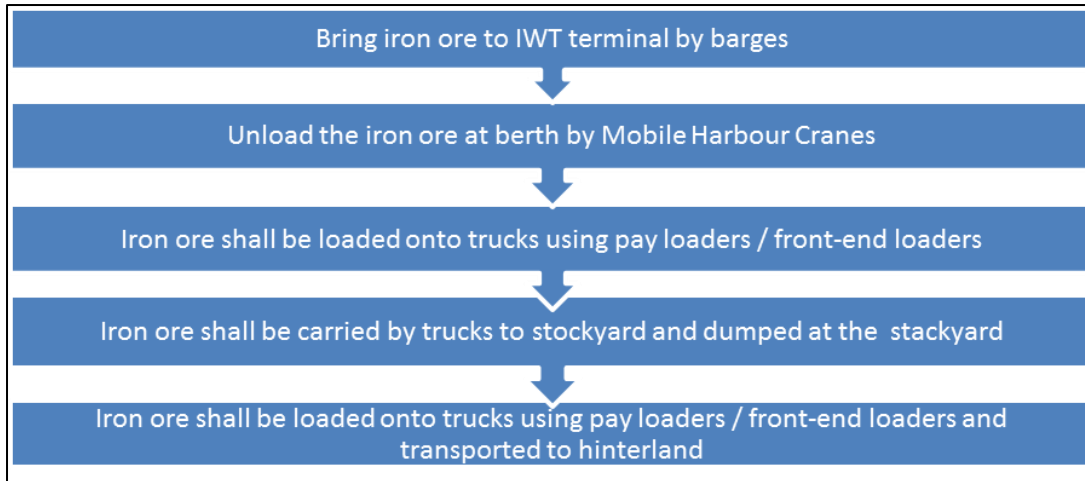 Bring iron ore to IWT terminal by barges
Unload the iron ore at berth by Mobile Harbour Cranes
Iron ore shall be loaded onto trucks using pay loaders / front-end loaders
Iron ore shall be carried by trucks to stockyard and dumped at the stackyard
Iron ore shall be loaded onto trucks using pay loaders / front-end loaders and
transported to hinterland